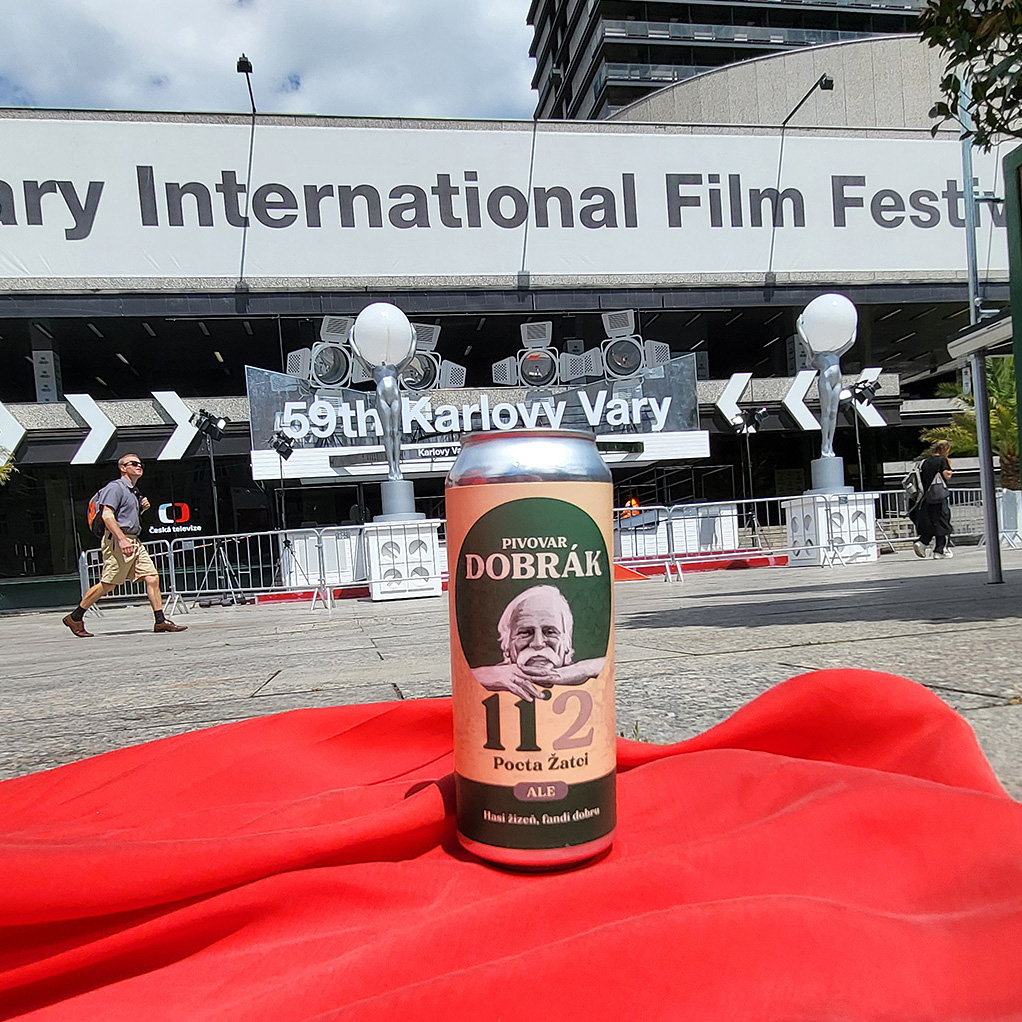 ary International Film Festiv
59th Karlovy Vary
Karlovy Va
Česká televize
PIVOVAR
DOBRÁK
11°2
Pocta Žatci
ALE
Hasí žízeň, fandí dobru